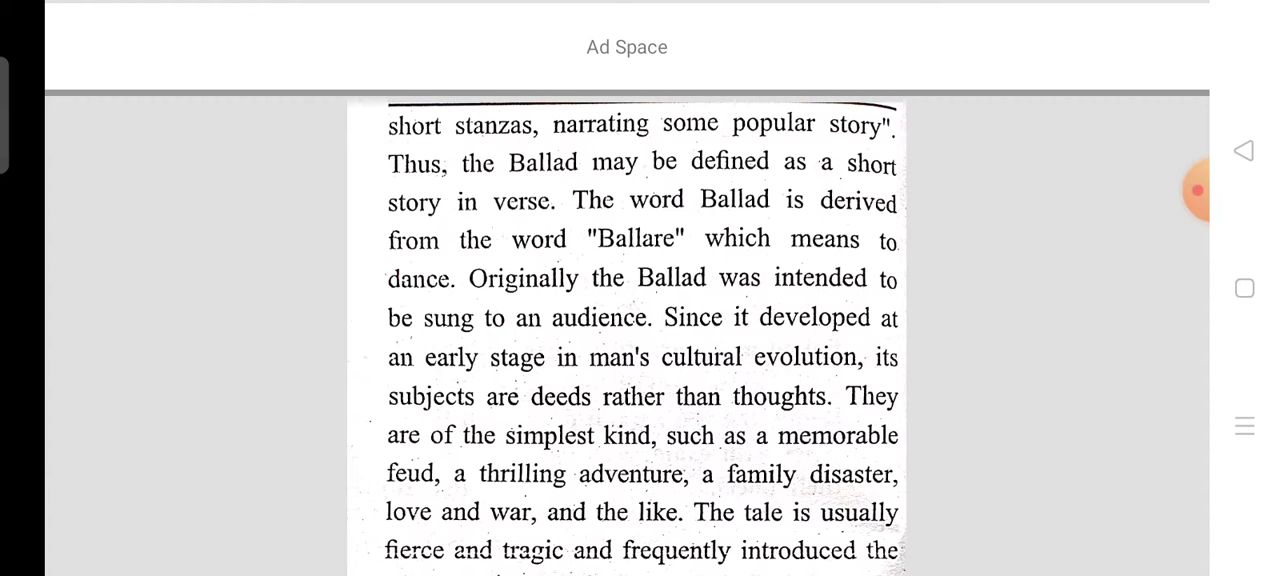 Ad Space
short stanzas, narrating some popular story".
Thus, the Ballad may be defined as a short
story in verse. The word Ballad is derived
from the word "Ballare" which means to
dance. Originally the Ballad was intended to
be sung to an audience. Since it developed at
an early stage in man's cultural evolution, its
subjects are deeds rather than thoughts. They
are of the simplest kind, such as a memorable
feud, a thrilling adventure, a family disaster,
love and war, and the like. The tale is usually
fierce and tragic and frequently introduced the